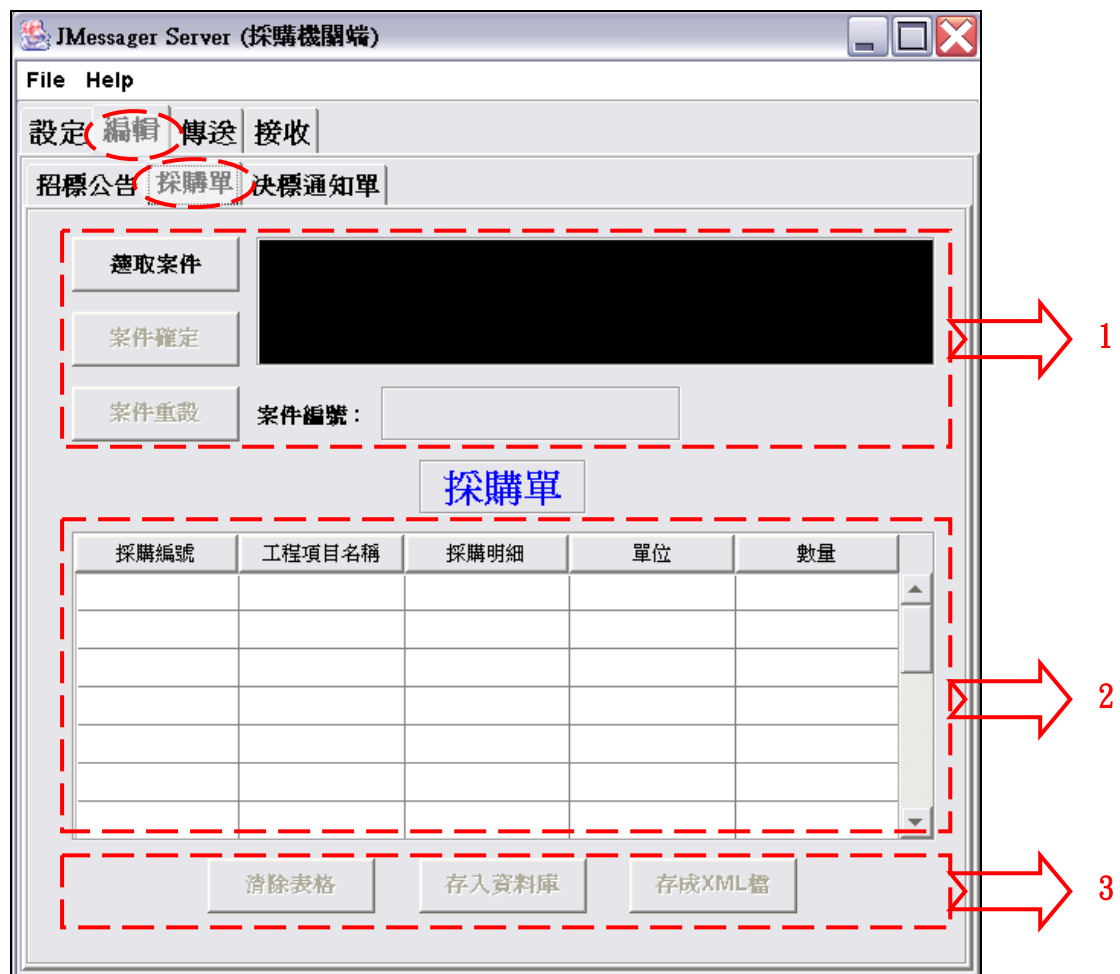 JMessager Server (採購機關端)
File Help
設定 編輯 傳送 接收
招標公告 採購單 決標通知單
選取案件
案件確定
1
案件重設 案件編號：
採購單
採購編號 工程項目名稱 採購明細 單位 數量
2
清除表格 存入資料庫 存成XML檔
3